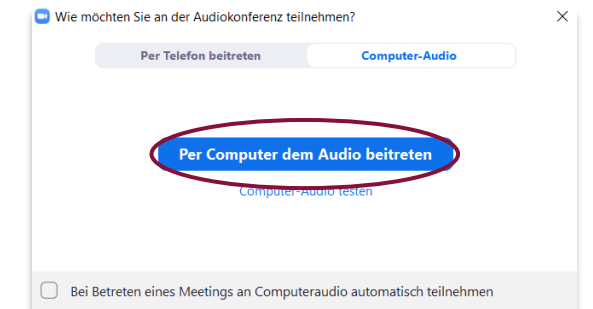 Wie möchten Sie an der Audiokonferenz teilnehmen?
Per Telefon beitreten Computer-Audio
Per Computer dem Audio beitreten
Computer-Audio testen
Bei Betreten eines Meetings an Computeraudio automatisch teilnehmen